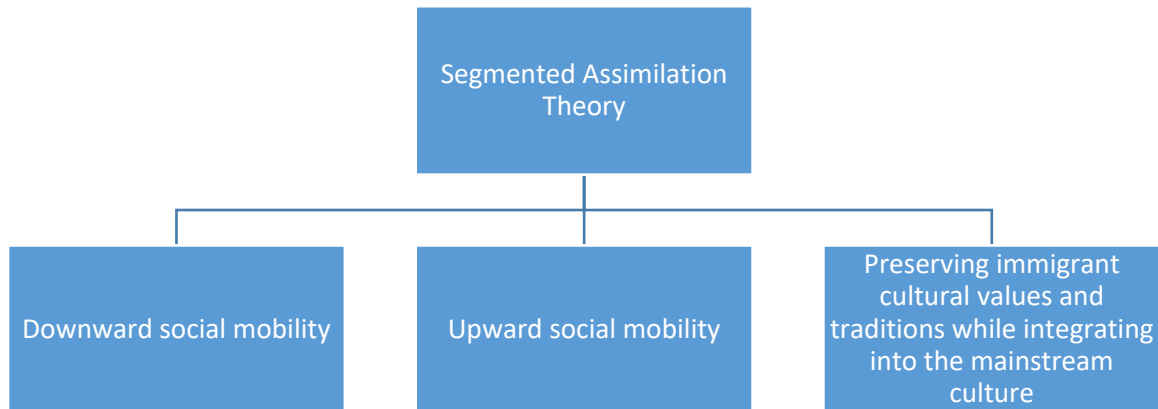 Segmented Assimilation
Theory
Downward social mobility
Upward social mobility
Preserving immigrant
cultural values and
traditions while integrating
into the mainstream
culture